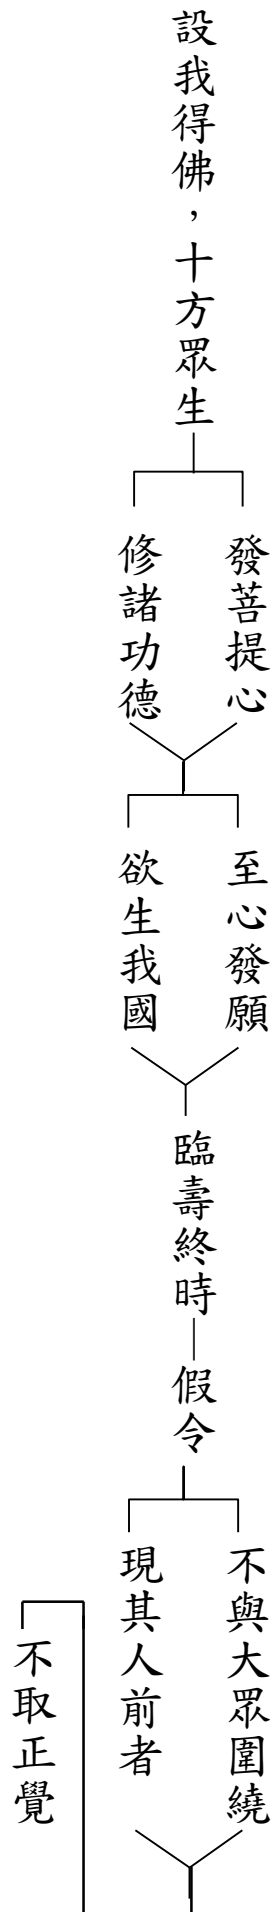 設我得佛，十方眾生
發菩提心
修諸功德
至心發願
欲生我國
臨壽終時
假令
不與大眾圍繞
現其人前者
不取正覺